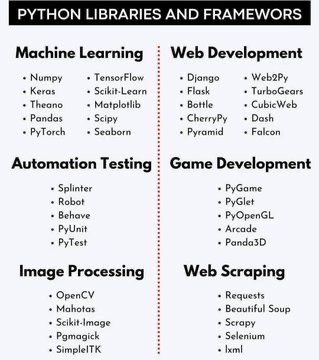 PYTHON LIBRARIES AND FRAMEWORS
Machine Learning
• Numpy
• Keras
• Theano
• Pandas
• PyTorch
• TensorFlow
• Scikit-Learn
• Matplotlib
• Scipy
• Seaborn
Web Development
• Django
• Flask
• Bottle
• CherryPy
• Pyramid
• Web2Py
• TurboGears
• CubicWeb
• Dash
• Falcon
Automation Testing
• Splinter
• Robot
• Behave
• PyUnit
• PyTest
Game Development
• PyGame
• PyGlet
• PyOpenGL
• Arcade
• Panda3D
Image Processing
• OpenCV
• Mahotas
• Scikit-Image
• Pgmagick
• SimpleITK
Web Scraping
• Requests
• Beautiful Soup
• Scrapy
• Selenium
• lxml